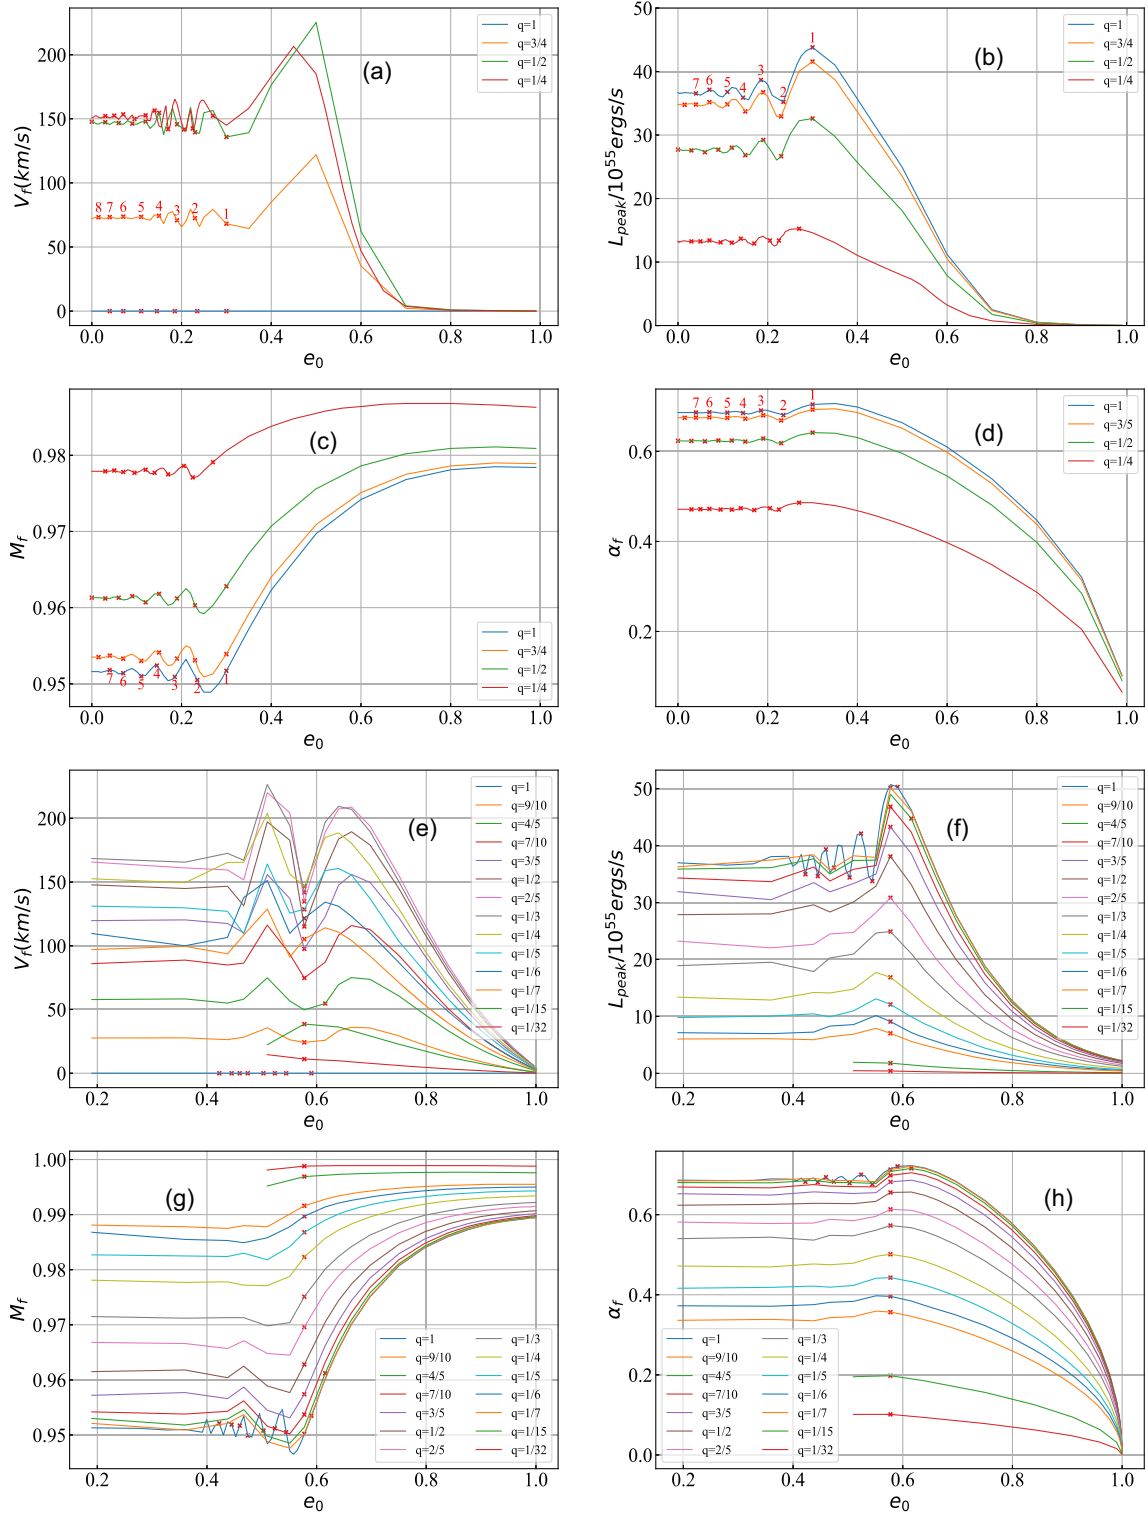 (a)
V_f(km/s)
200
150
100
50
0
0.0 0.2 0.4 0.6 0.8 1.0
e_0
q=1
q=3/4
q=1/2
q=1/4
8 7 6 5 4 3 2 1
(b)
L_peak/10^55 ergs/s
50
40
30
20
10
0
0.0 0.2 0.4 0.6 0.8 1.0
e_0
q=1
q=3/4
q=1/2
q=1/4
7 6 5 4 3 2 1
(c)
M_f
0.98
0.97
0.96
0.95
0.0 0.2 0.4 0.6 0.8 1.0
e_0
q=1
q=3/4
q=1/2
q=1/4
7 6 5 4 3 2 1
(d)
α_f
0.6
0.4
0.2
0.0 0.2 0.4 0.6 0.8 1.0
e_0
q=1
q=3/5
q=1/2
q=1/4
7 6 5 4 3 2 1
(e)
V_f(km/s)
200
150
100
50
0
0.2 0.4 0.6 0.8 1.0
e_0
q=1
q=9/10
q=4/5
q=7/10
q=3/5
q=1/2
q=2/5
q=1/3
q=1/4
q=1/5
q=1/6
q=1/7
q=1/15
q=1/32
(f)
L_peak/10^55 ergs/s
50
40
30
20
10
0
0.2 0.4 0.6 0.8 1.0
e_0
q=1
q=9/10
q=4/5
q=7/10
q=3/5
q=1/2
q=2/5
q=1/3
q=1/4
q=1/5
q=1/6
q=1/7
q=1/15
q=1/32
(g)
M_f
1.00
0.99
0.98
0.97
0.96
0.95
0.2 0.4 0.6 0.8 1.0
e_0
q=1 q=1/3
q=9/10 q=1/4
q=4/5 q=1/5
q=7/10 q=1/6
q=3/5 q=1/7
q=1/2 q=1/15
q=2/5 q=1/32
(h)
α_f
0.6
0.4
0.2
0.0
0.2 0.4 0.6 0.8 1.0
e_0
q=1 q=1/3
q=9/10 q=1/4
q=4/5 q=1/5
q=7/10 q=1/6
q=3/5 q=1/7
q=1/2 q=1/15
q=2/5 q=1/32